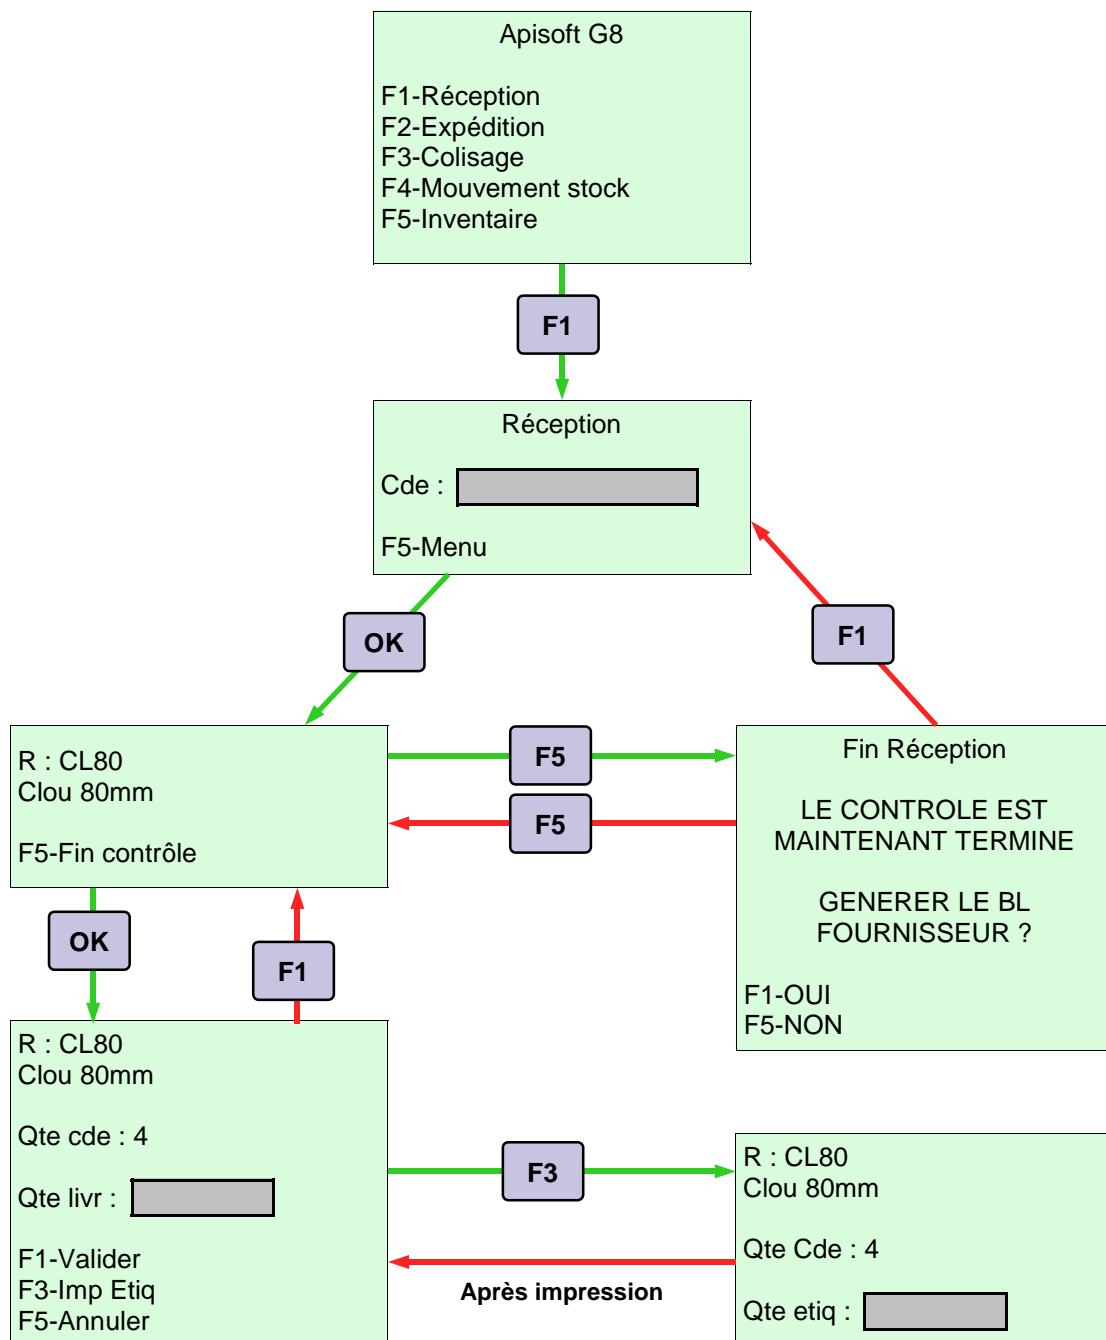 Apisoft G8
F1-Réception
F2-Expédition
F3-Colisage
F4-Mouvement stock
F5-Inventaire
F1
Réception
Cde :
F5-Menu
OK
F1
R : CL80
Clou 80mm
F5-Fin contrôle
F5
F5
Fin Réception
LE CONTROLE EST
MAINTENANT TERMINE
GENERER LE BL
FOURNISSEUR ?
F1-OUI
F5-NON
OK
F1
R : CL80
Clou 80mm
Qte cde : 4
Qte livr :
F1-Valider
F3-Imp Etiq
F5-Annuler
F3
Après impression
R : CL80
Clou 80mm
Qte Cde : 4
Qte etiq :